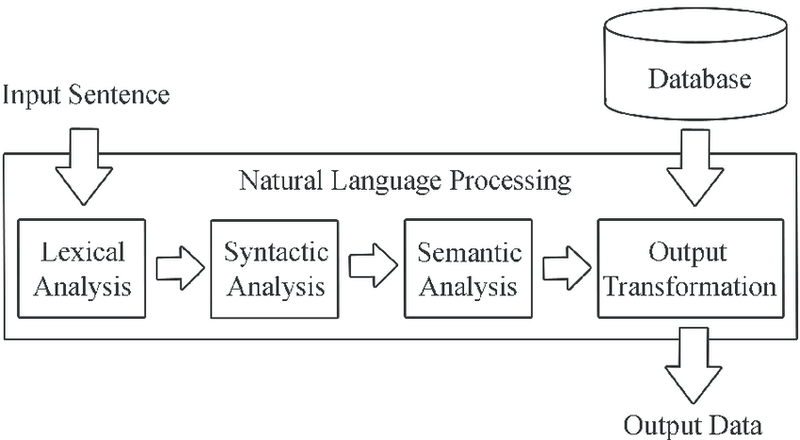 Database
Input Sentence
Natural Language Processing
Lexical
Analysis
Syntactic
Analysis
Semantic
Analysis
Output
Transformation
Output Data